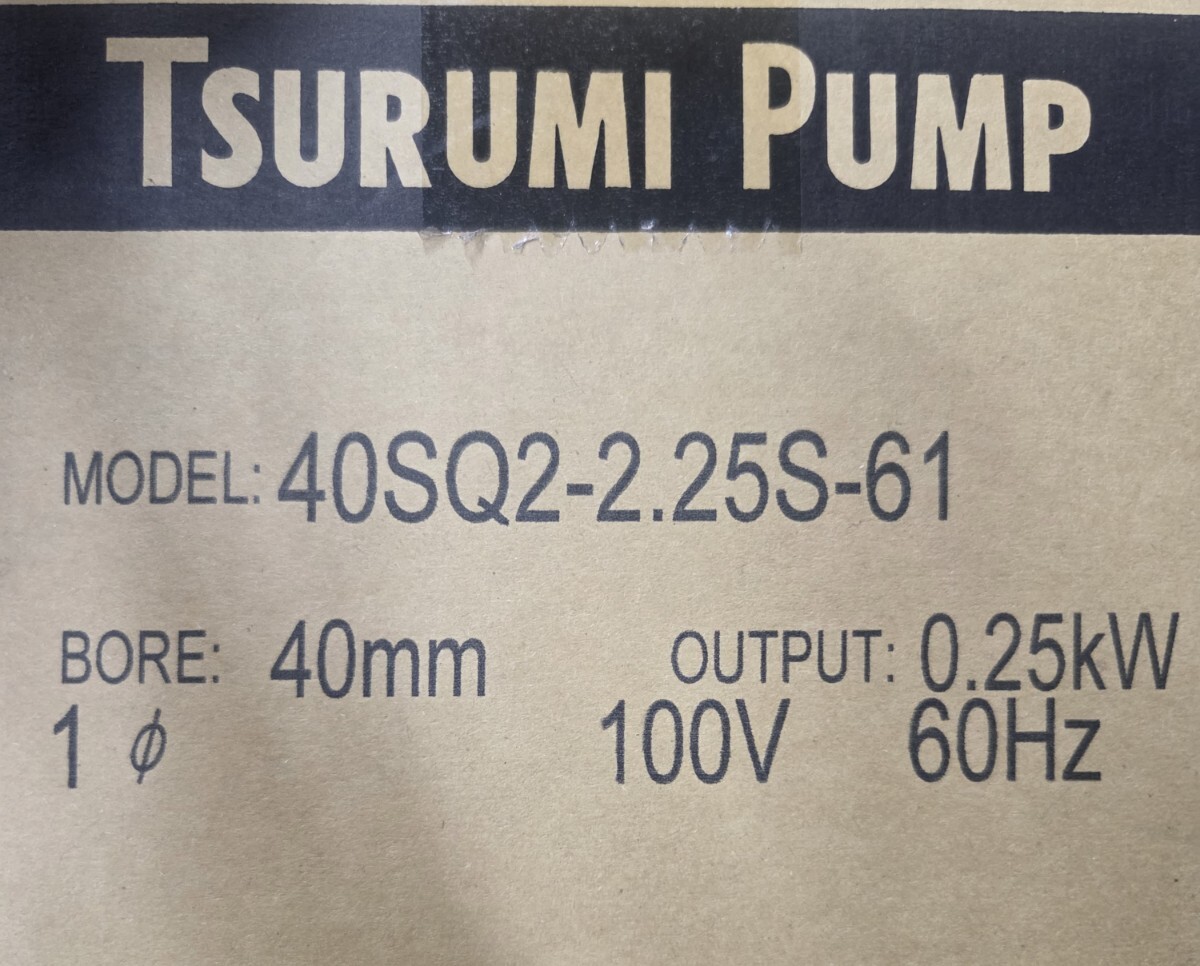 TSURUMI PUMP
MODEL: 40SQ2-2.25S-61
BORE: 40mm OUTPUT: 0.25kW
1 φ 100V 60Hz